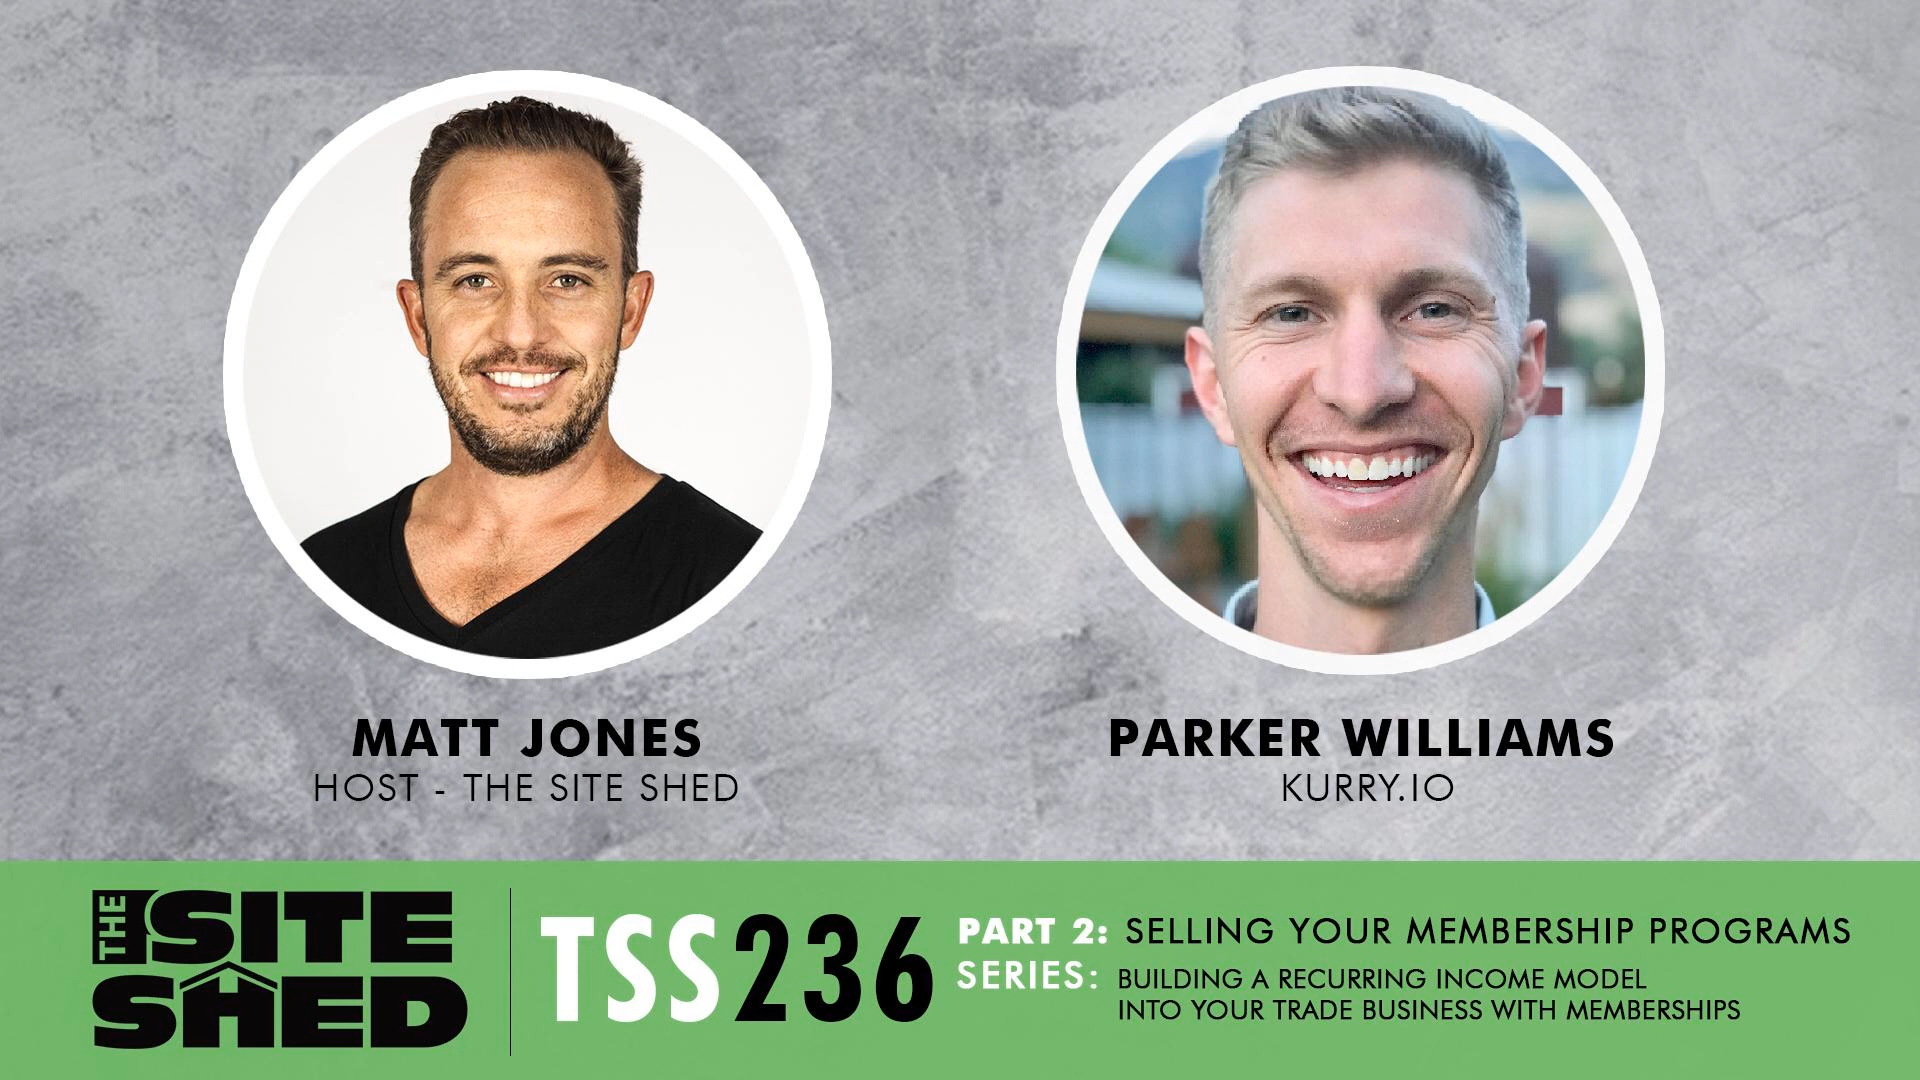 MATT JONES
HOST - THE SITE SHED
PARKER WILLIAMS
KURRY.IO
THE SITE
SHED
TSS236
PART 2: SELLING YOUR MEMBERSHIP PROGRAMS
SERIES: BUILDING A RECURRING INCOME MODEL
INTO YOUR TRADE BUSINESS WITH MEMBERSHIPS